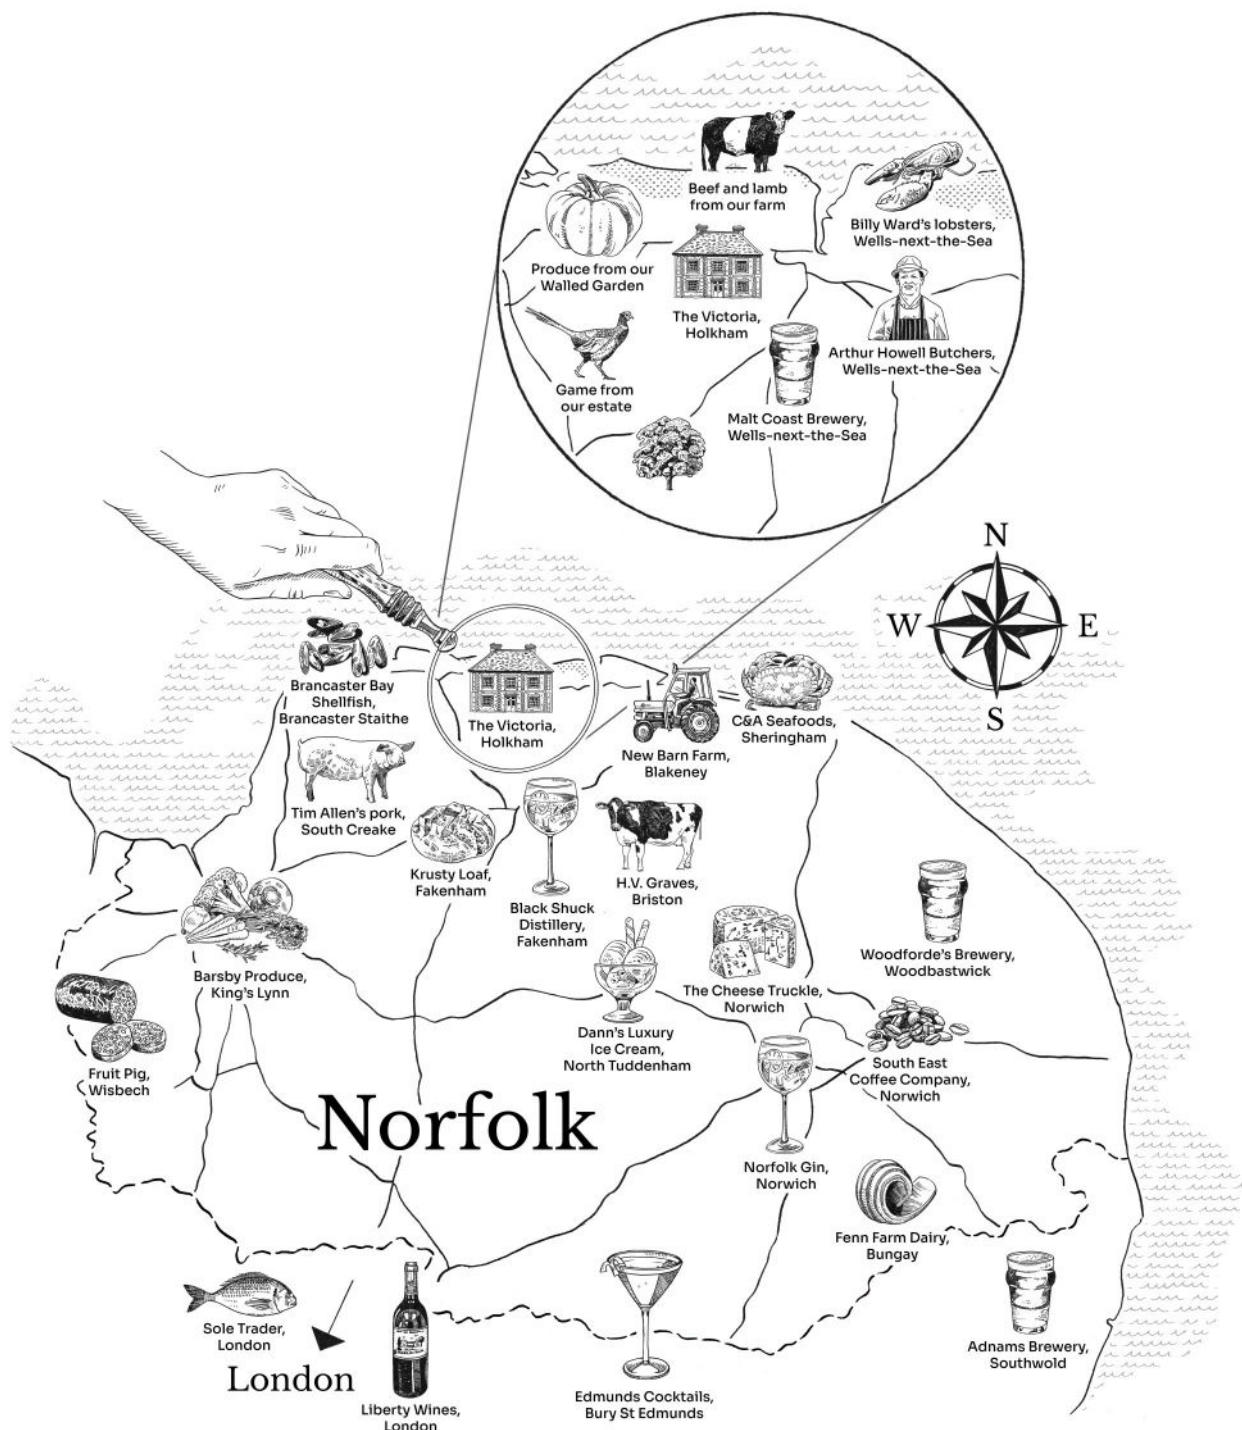 Beef and lamb
from our farm
Billy Ward's lobsters,
Wells-next-the-Sea
Produce from our
Walled Garden
The Victoria,
Holkham
Arthur Howell Butchers,
Wells-next-the-Sea
Game from
our estate
Malt Coast Brewery,
Wells-next-the-Sea
N
W
E
S
Brancaster Bay
Shellfish,
Brancaster Staithe
The Victoria,
Holkham
New Barn Farm,
Blakeney
C&A Seafoods,
Sheringham
Tim Allen's pork,
South Creake
Krusty Loaf,
Fakenham
Black Shuck
Distillery,
Fakenham
H.V. Graves,
Briston
Barsby Produce,
King's Lynn
The Cheese Truckle,
Norwich
Woodforde's Brewery,
Woodbastwick
Fruit Pig,
Wisbech
Dann's Luxury
Ice Cream,
North Tuddenham
South East
Coffee Company,
Norwich
Norfolk
Norfolk Gin,
Norwich
Fenn Farm Dairy,
Bungay
Sole Trader,
London
London
Liberty Wines,
London
Edmunds Cocktails,
Bury St Edmunds
Adnams Brewery,
Southwold